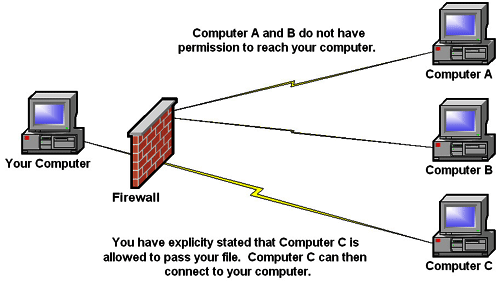 Computer A and B do not have
permission to reach your computer.
Computer A
Your Computer
Firewall
Computer B
You have explicity stated that Computer C is
allowed to pass your file.  Computer C can then
connect to your computer.
Computer C